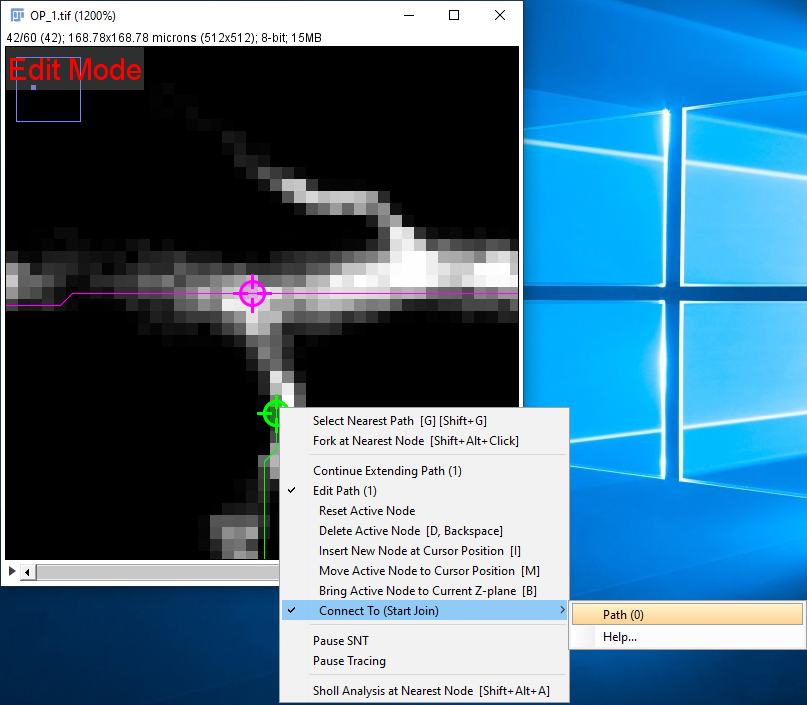 OP_1.tif (1200%)
42/60 (42); 168.78x168.78 microns (512x512); 8-bit; 15MB
Edit Mode
Select Nearest Path [G] [Shift+G]
Fork at Nearest Node [Shift+Alt+Click]
Continue Extending Path (1)
Edit Path (1)
Reset Active Node
Delete Active Node [D, Backspace]
Insert New Node at Cursor Position [I]
Move Active Node to Cursor Position [M]
Bring Active Node to Current Z-plane [B]
Connect To (Start Join)
Path (0)
Help...
Pause SNT
Pause Tracing
Sholl Analysis at Nearest Node [Shift+Alt+A]